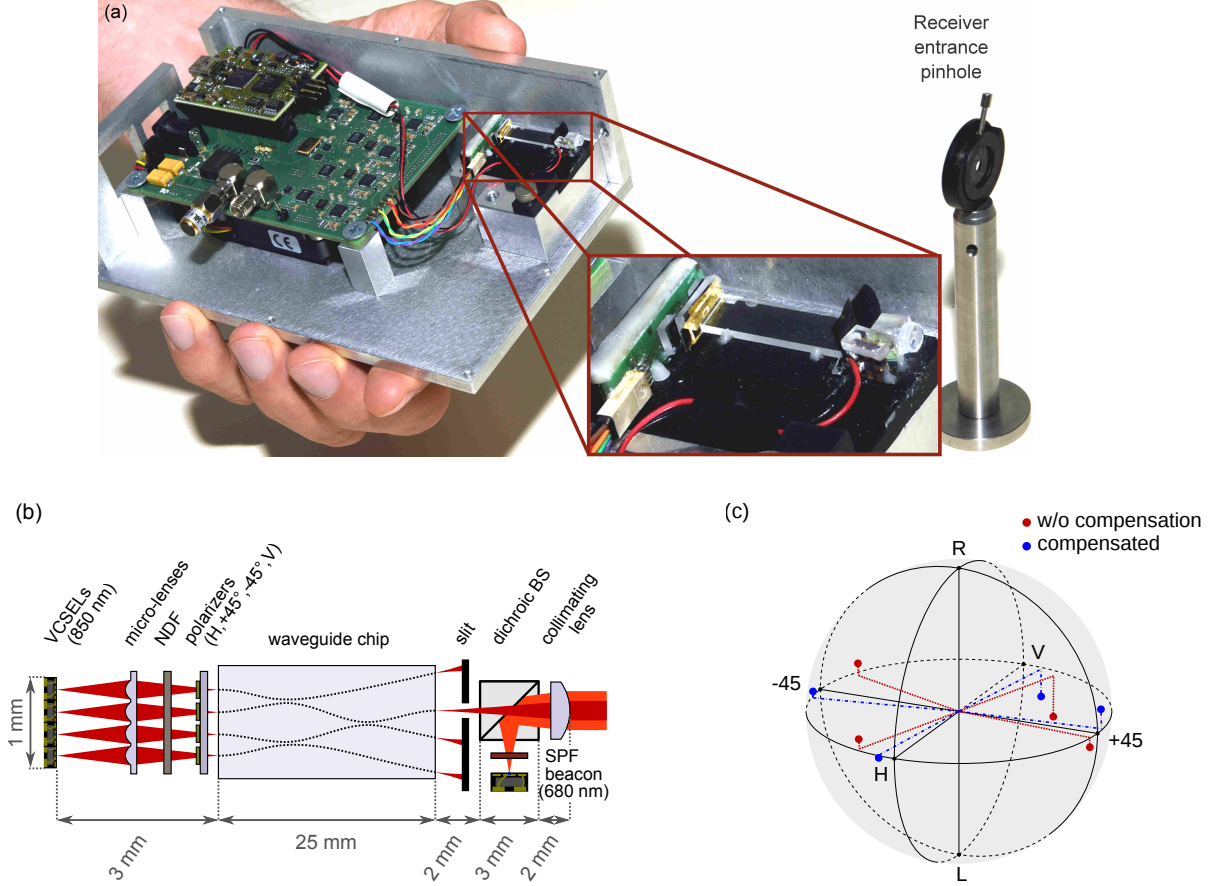 (a)
Receiver
entrance
pinhole
CE
(b)
VCSELs
(850 nm)
micro-lenses
NDF
polarizers
(H,+45°,-45°,V)
waveguide chip
slit
dichroic BS
collimating
lens
1 mm
SPF
beacon
(680 nm)
3 mm
25 mm
2 mm
3 mm
2 mm
(c)
w/o compensation
compensated
R
V
-45
+45
H
L